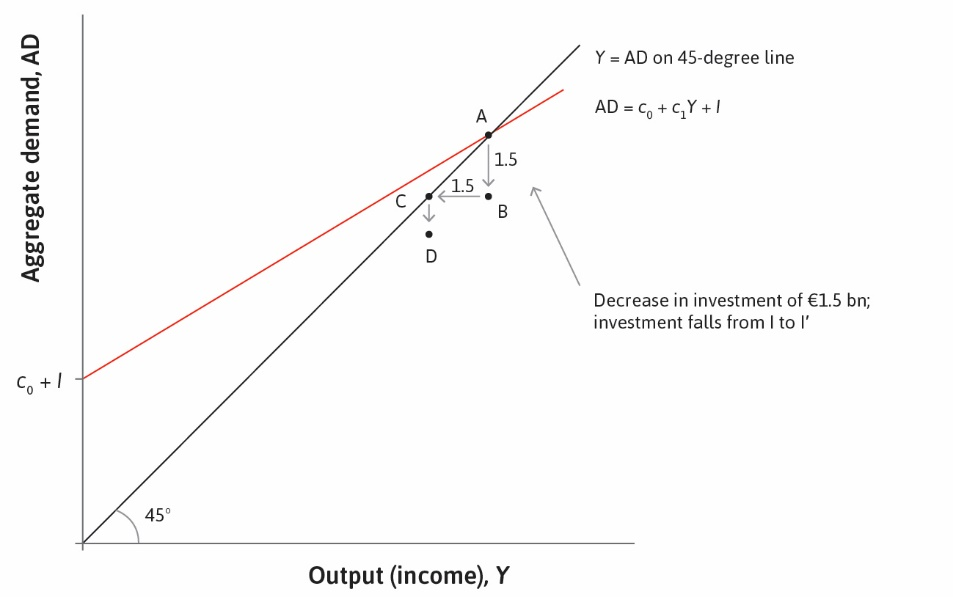 Aggregate demand, AD
Y = AD on 45-degree line
AD = c₀ + c₁Y + I
A
1.5
1.5
C
B
D
Decrease in investment of €1.5 bn;
investment falls from I to I′
c₀ + I
45°
Output (income), Y